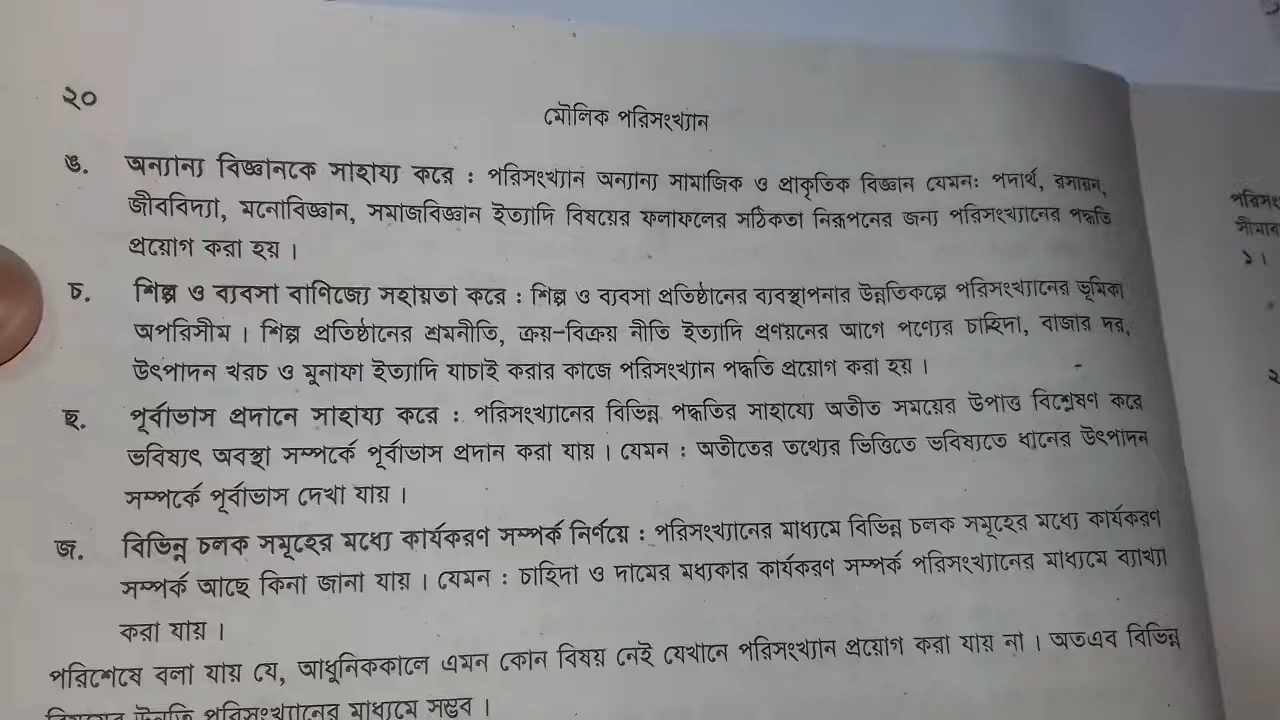 ২০
মৌলিক পরিসংখ্যান
ঙ. অন্যান্য বিজ্ঞানকে সাহায্য করে : পরিসংখ্যান অন্যান্য সামাজিক ও প্রাকৃতিক বিজ্ঞান যেমনঃ পদার্থ, রসায়ন,
জীববিদ্যা, মনোবিজ্ঞান, সমাজবিজ্ঞান ইত্যাদি বিষয়ের ফলাফলের সঠিকতা নিরূপনের জন্য পরিসংখ্যানের পদ্ধতি
প্রয়োগ করা হয়।
চ. শিল্প ও ব্যবসা বাণিজ্যে সহায়তা করে : শিল্প ও ব্যবসা প্রতিষ্ঠানের ব্যবস্থাপনার উন্নতিকল্পে পরিসংখ্যানের ভূমিকা
অপরিসীম। শিল্প প্রতিষ্ঠানের শ্রমনীতি, ক্রয়-বিক্রয় নীতি ইত্যাদি প্রণয়নের আগে পণ্যের চাহিদা, বাজার দর,
উৎপাদন খরচ ও মুনাফা ইত্যাদি যাচাই করার কাজে পরিসংখ্যান পদ্ধতি প্রয়োগ করা হয়।
ছ. পূর্বাভাস প্রদানে সাহায্য করে : পরিসংখ্যানের বিভিন্ন পদ্ধতির সাহায্যে অতীত সময়ের উপাত্ত বিশ্লেষণ করে
ভবিষ্যৎ অবস্থা সম্পর্কে পূর্বাভাস প্রদান করা যায়। যেমন : অতীতের তথ্যের ভিত্তিতে ভবিষ্যতে ধানের উৎপাদন
সম্পর্কে পূর্বাভাস দেখা যায়।
জ. বিভিন্ন চলক সমূহের মধ্যে কার্যকরণ সম্পর্ক নির্ণয়ে : পরিসংখ্যানের মাধ্যমে বিভিন্ন চলক সমূহের মধ্যে কার্যকরণ
সম্পর্ক আছে কিনা জানা যায়। যেমন : চাহিদা ও দামের মধ্যকার কার্যকরণ সম্পর্ক পরিসংখ্যানের মাধ্যমে ব্যাখ্যা
করা যায়।
পরিশেষে বলা যায় যে, আধুনিককালে এমন কোন বিষয় নেই যেখানে পরিসংখ্যান প্রয়োগ করা যায় না। অতএব বিভিন্ন
উন্নতি পরিসংখ্যানের মাধ্যমে সম্ভব।
১।
২